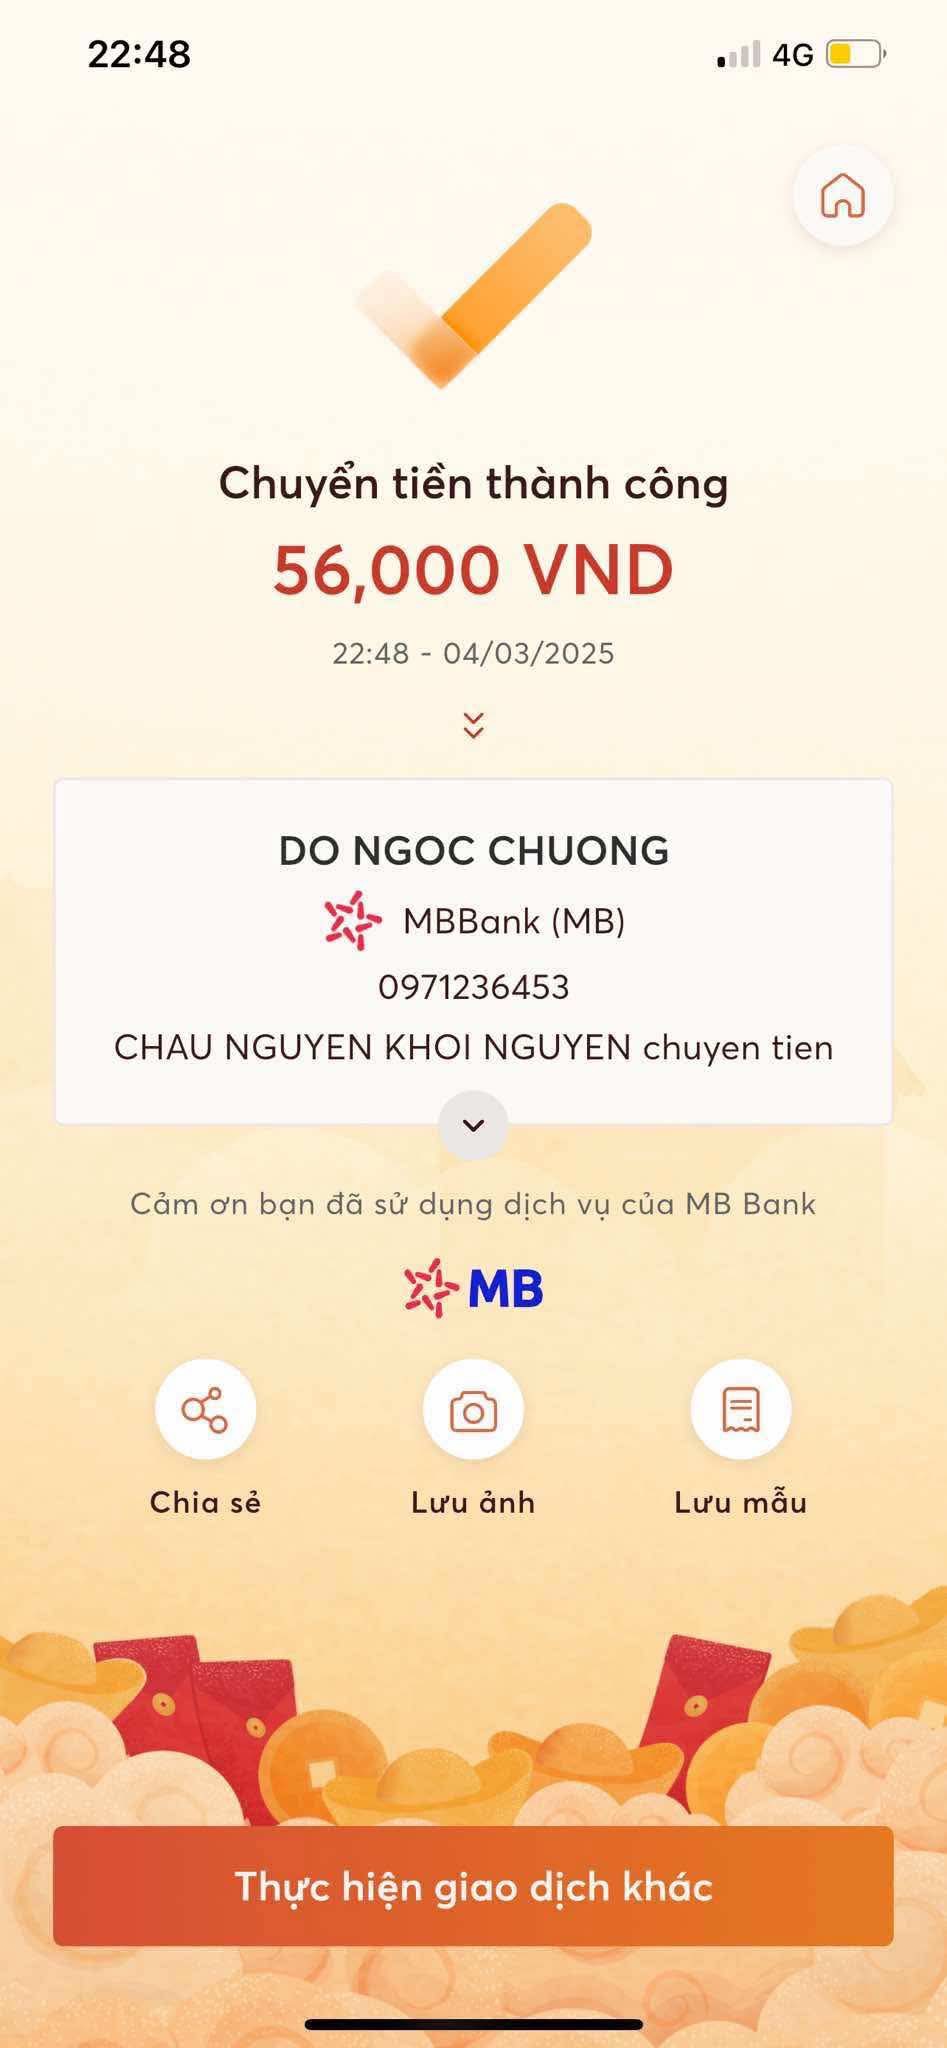 22:48
4G
Chuyển tiền thành công
56,000 VND
22:48 - 04/03/2025
DO NGOC CHUONG
MBBank (MB)
0971236453
CHAU NGUYEN KHOI NGUYEN chuyen tien
Cảm ơn bạn đã sử dụng dịch vụ của MB Bank
MB
Chia sẻ
Lưu ảnh
Lưu mẫu
Thực hiện giao dịch khác